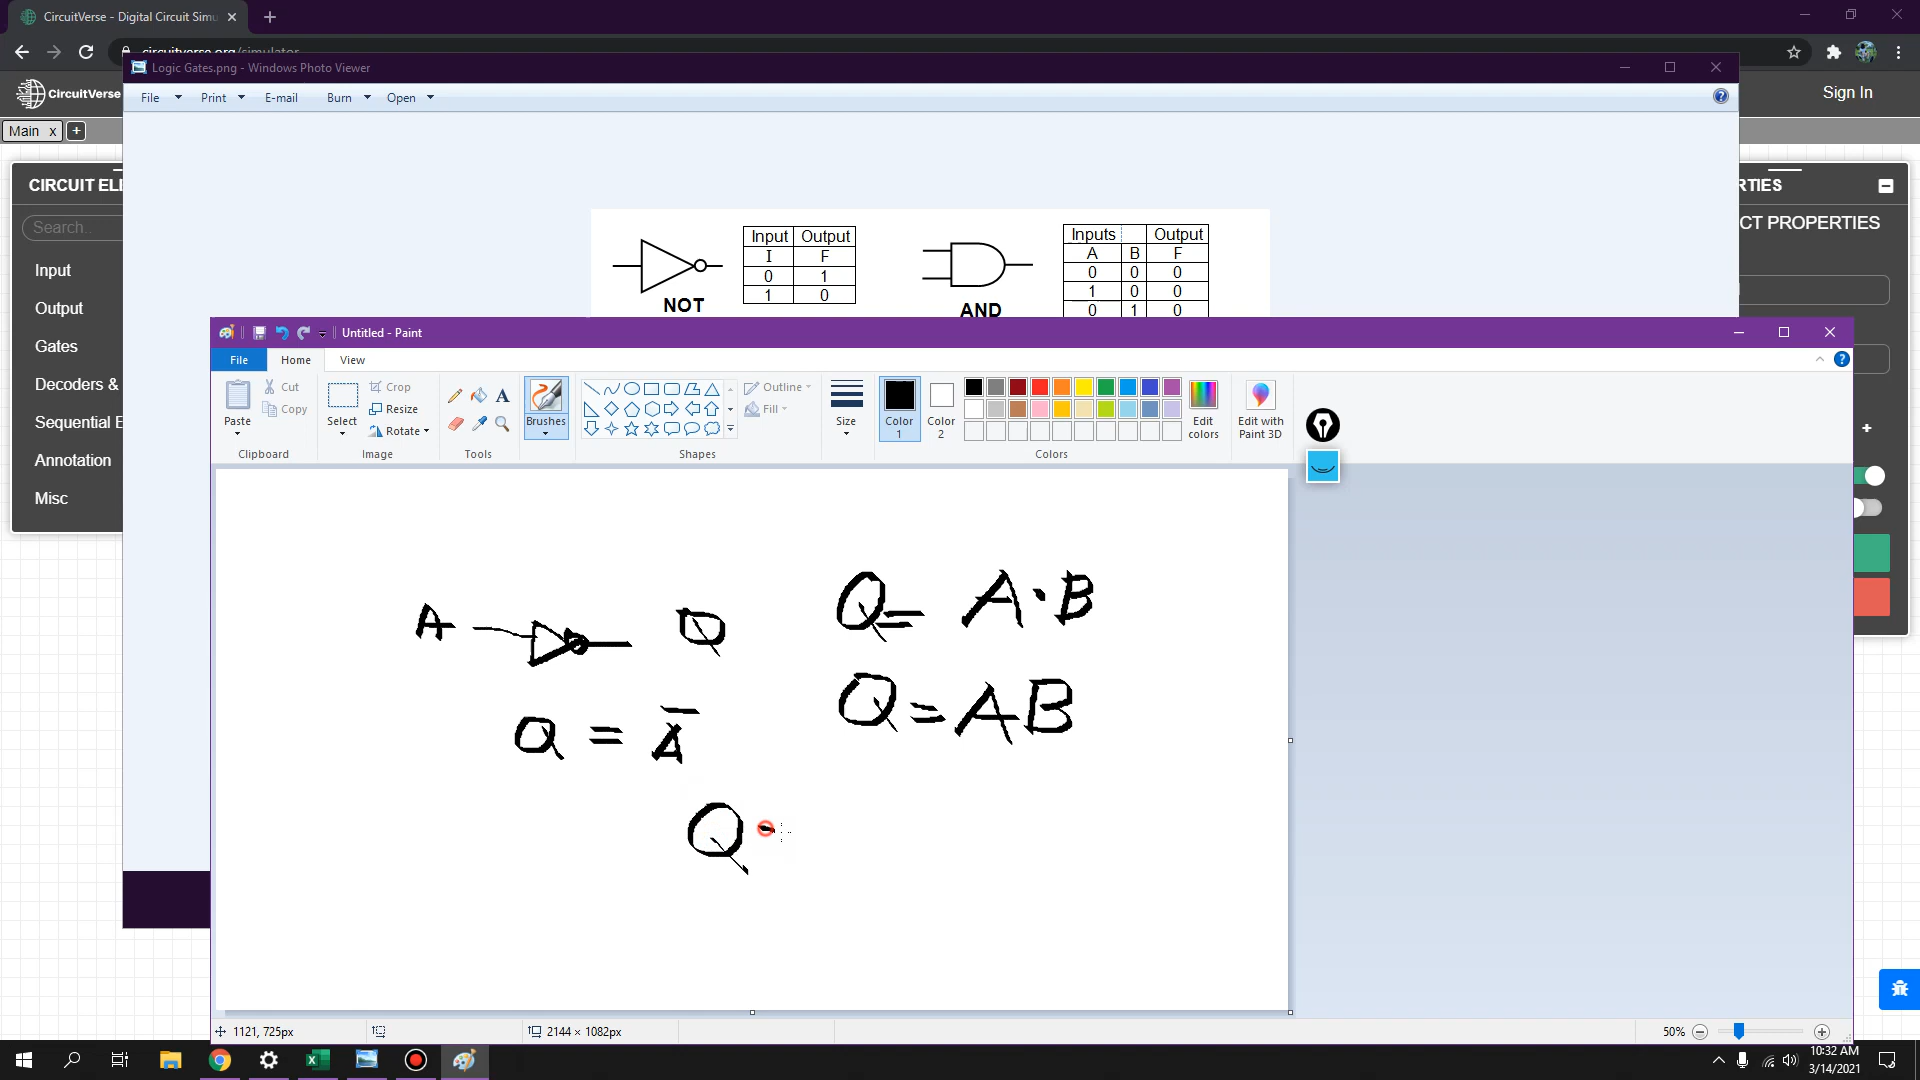 CircuitVerse - Digital Circuit Simu
circuitverse.org/simulator
Logic Gates.png - Windows Photo Viewer
File Print E-mail Burn Open
CircuitVerse
Sign In
Main x +
CIRCUIT ELE
Search..
Input
Output
Gates
Decoders &
Sequential E
Annotation
Misc
RTIES
CT PROPERTIES
NOT
Input Output
I F
0 1
1 0
AND
Inputs Output
A B F
0 0 0
1 0 0
0 1 0
Untitled - Paint
File Home View
Paste
Cut
Copy
Clipboard
Select
Crop
Resize
Rotate
Image
Tools
Brushes
Outline
Fill
Shapes
Size
Color 1
Color 2
Edit colors
Colors
Edit with Paint 3D
A Q
Q = A
Q = A·B
Q = AB
Q -
1121, 725px
2144 × 1082px
50%
10:32 AM
3/14/2021